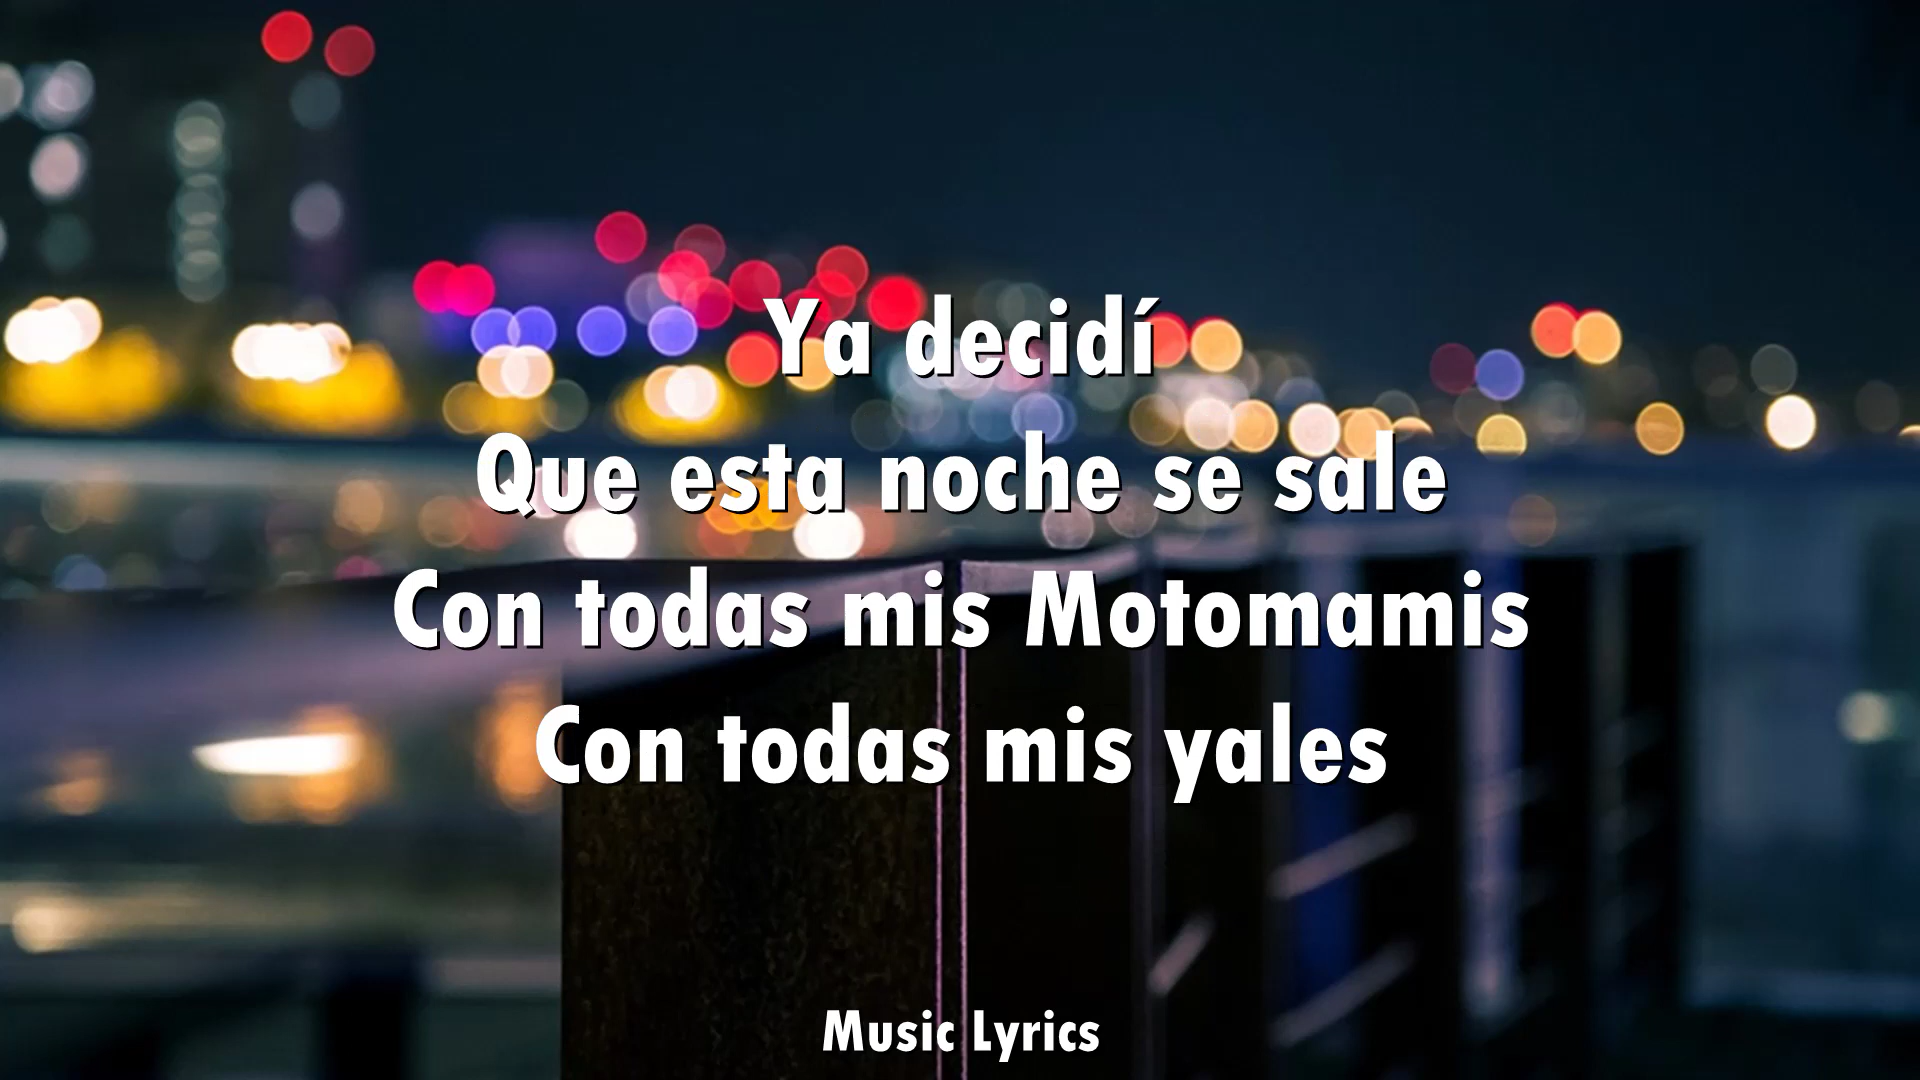 Ya decidí
Que esta noche se sale
Con todas mis Motomamis
Con todas mis yales
Music Lyrics